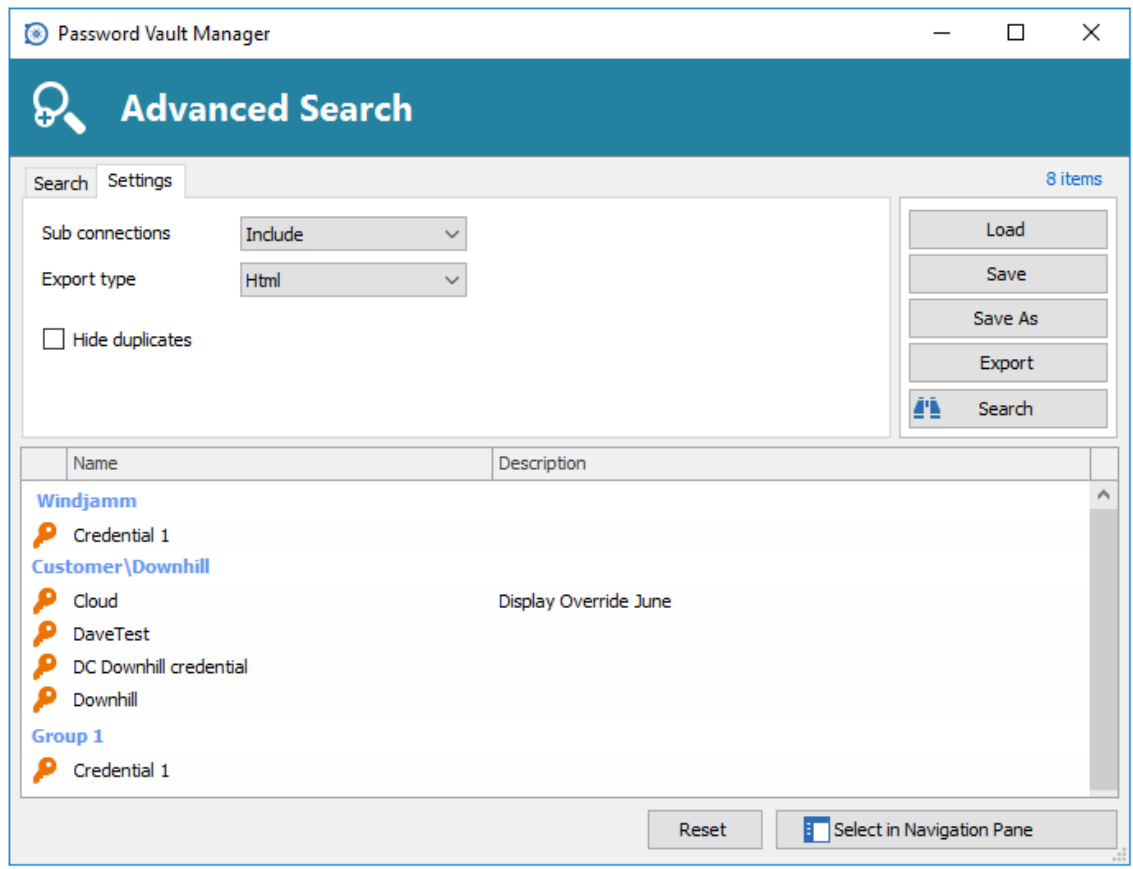 Password Vault Manager
Advanced Search
Search Settings 8 items
Sub connections Include Load
Export type Html Save
Save As
Hide duplicates
Export
Search
Name Description
Windjamm
Credential 1
Customer\Downhill
Cloud Display Override June
DaveTest
DC Downhill credential
Downhill
Group 1
Credential 1
Reset Select in Navigation Pane